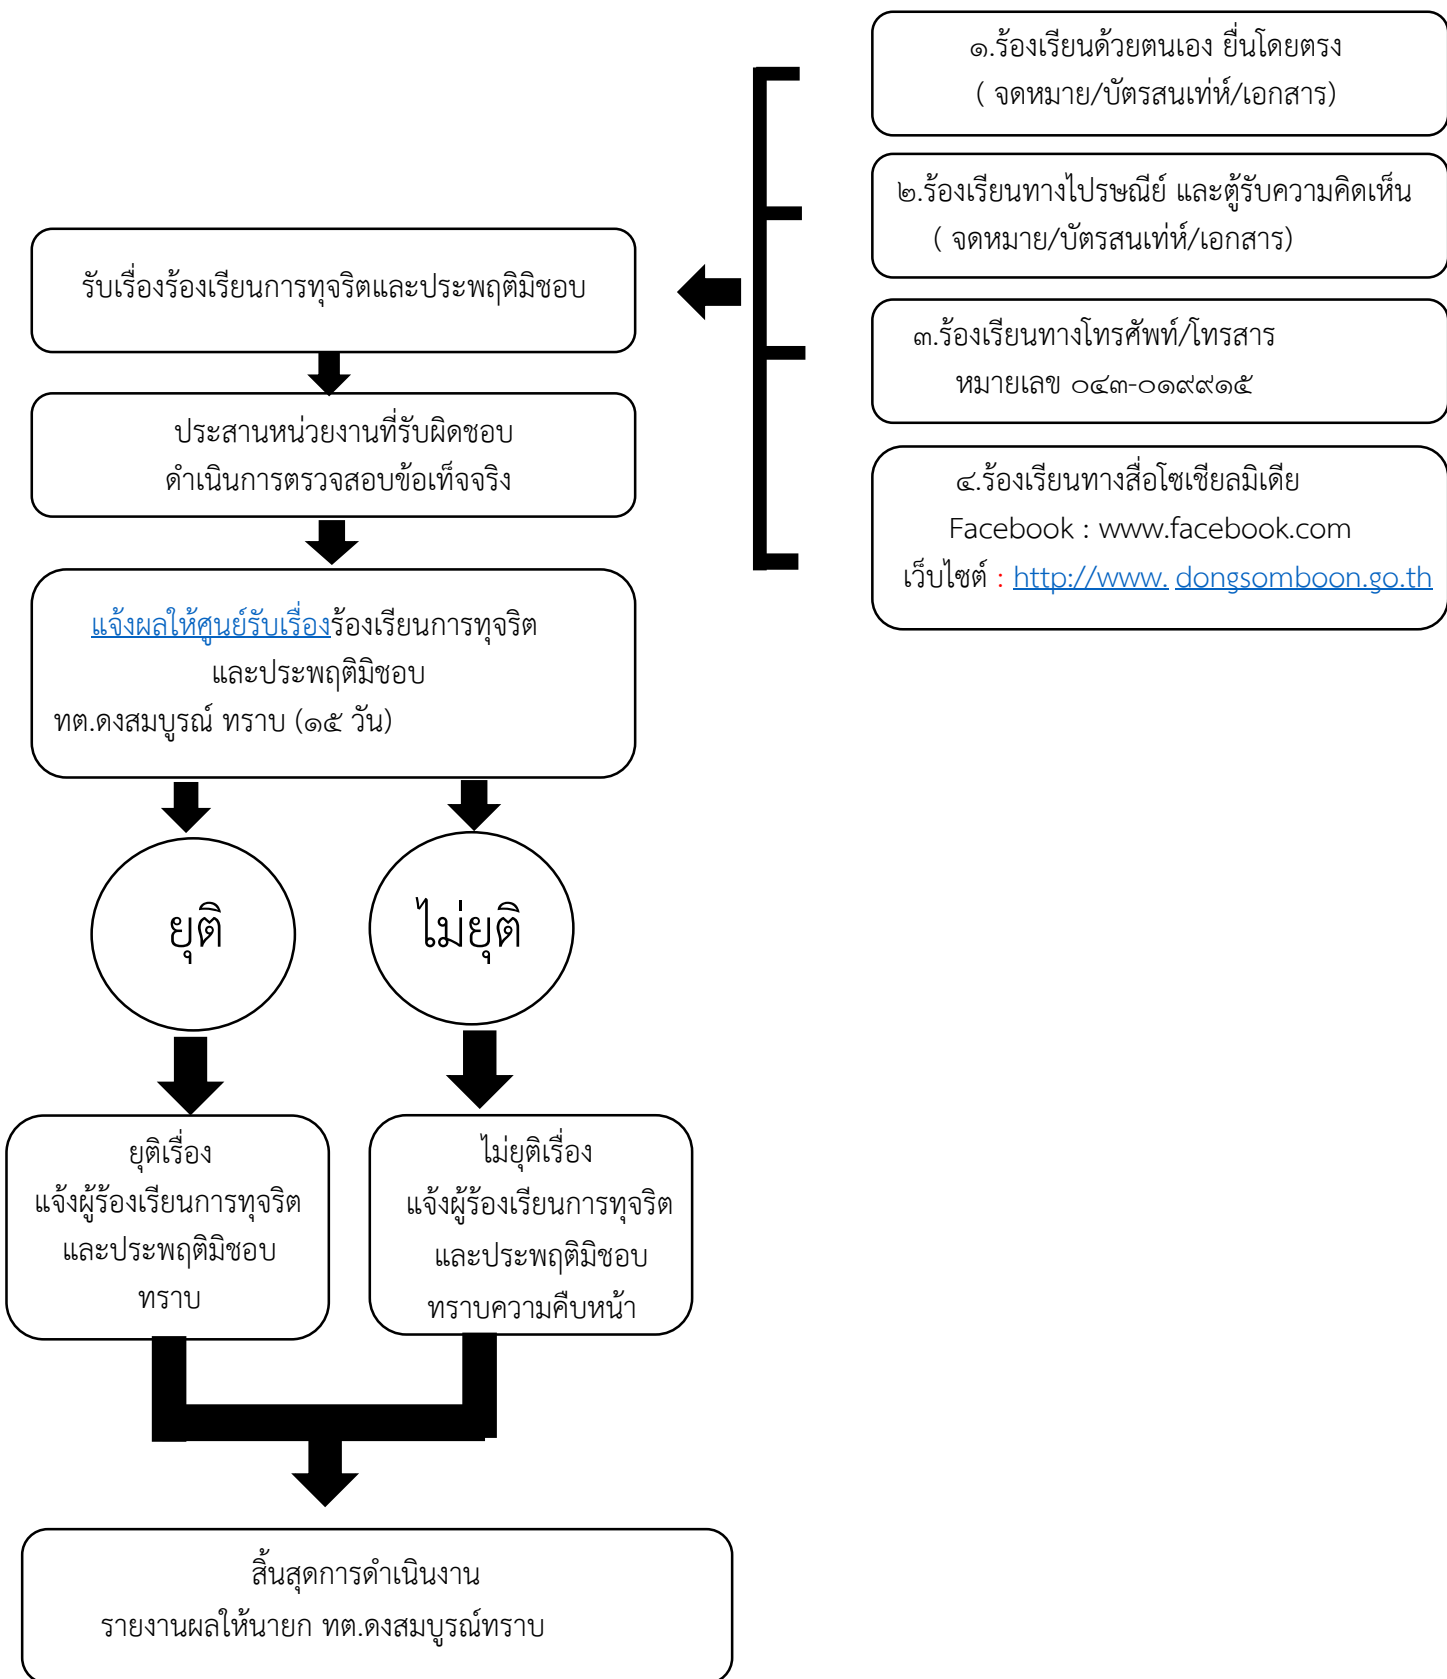 ๑.ร้องเรียนด้วยตนเอง ยื่นโดยตรง
( จดหมาย/บัตรสนเท่ห์/เอกสาร)
๒.ร้องเรียนทางไปรษณีย์ และตู้รับความคิดเห็น
( จดหมาย/บัตรสนเท่ห์/เอกสาร)
๓.ร้องเรียนทางโทรศัพท์/โทรสาร
หมายเลข ๐๔๓-๐๑๙๙๑๕
๔.ร้องเรียนทางสื่อโซเชียลมิเดีย
Facebook : www.facebook.com
เว็บไซต์ : http://www. dongsomboon.go.th
รับเรื่องร้องเรียนการทุจริตและประพฤติมิชอบ
ประสานหน่วยงานที่รับผิดชอบ
ดำเนินการตรวจสอบข้อเท็จจริง
แจ้งผลให้ศูนย์รับเรื่องร้องเรียนการทุจริต
และประพฤติมิชอบ
ทต.ดงสมบูรณ์ ทราบ (๑๕ วัน)
ยุติ
ไม่ยุติ
ยุติเรื่อง
แจ้งผู้ร้องเรียนการทุจริต
และประพฤติมิชอบ
ทราบ
ไม่ยุติเรื่อง
แจ้งผู้ร้องเรียนการทุจริต
และประพฤติมิชอบ
ทราบความคืบหน้า
สิ้นสุดการดำเนินงาน
รายงานผลให้นายก ทต.ดงสมบูรณ์ทราบ